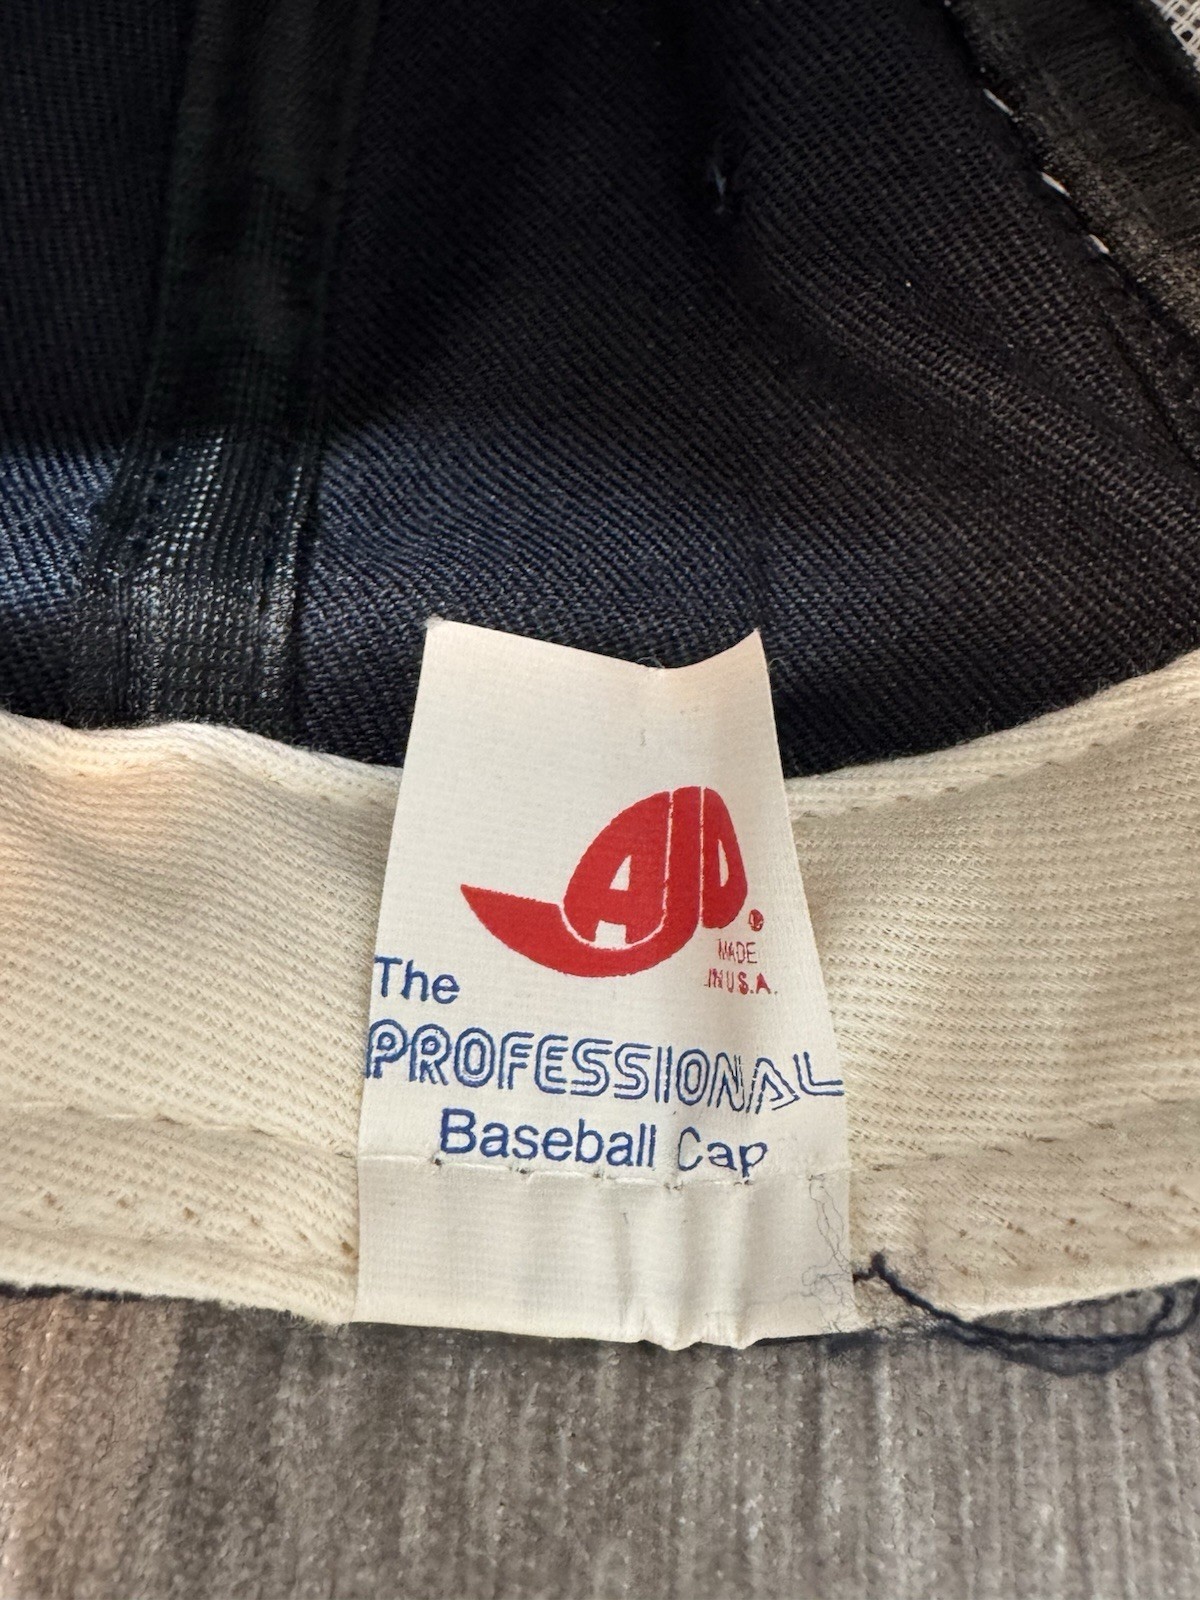 AJD
MADE
IN U.S.A.
The
PROFESSIONAL
Baseball Cap